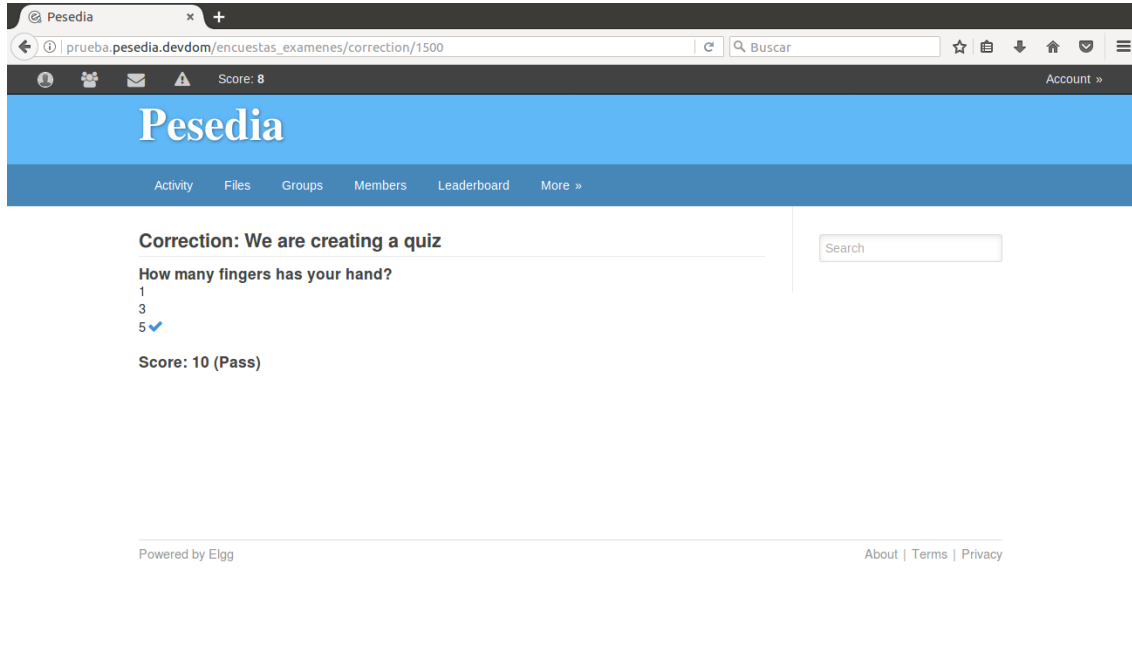 Pesedia
prueba.pesedia.devdom/encuestas_examenes/correction/1500
Buscar
Score: 8
Account »
Pesedia
Activity Files Groups Members Leaderboard More »
Correction: We are creating a quiz
Search
How many fingers has your hand?
1
3
5
Score: 10 (Pass)
Powered by Elgg
About | Terms | Privacy